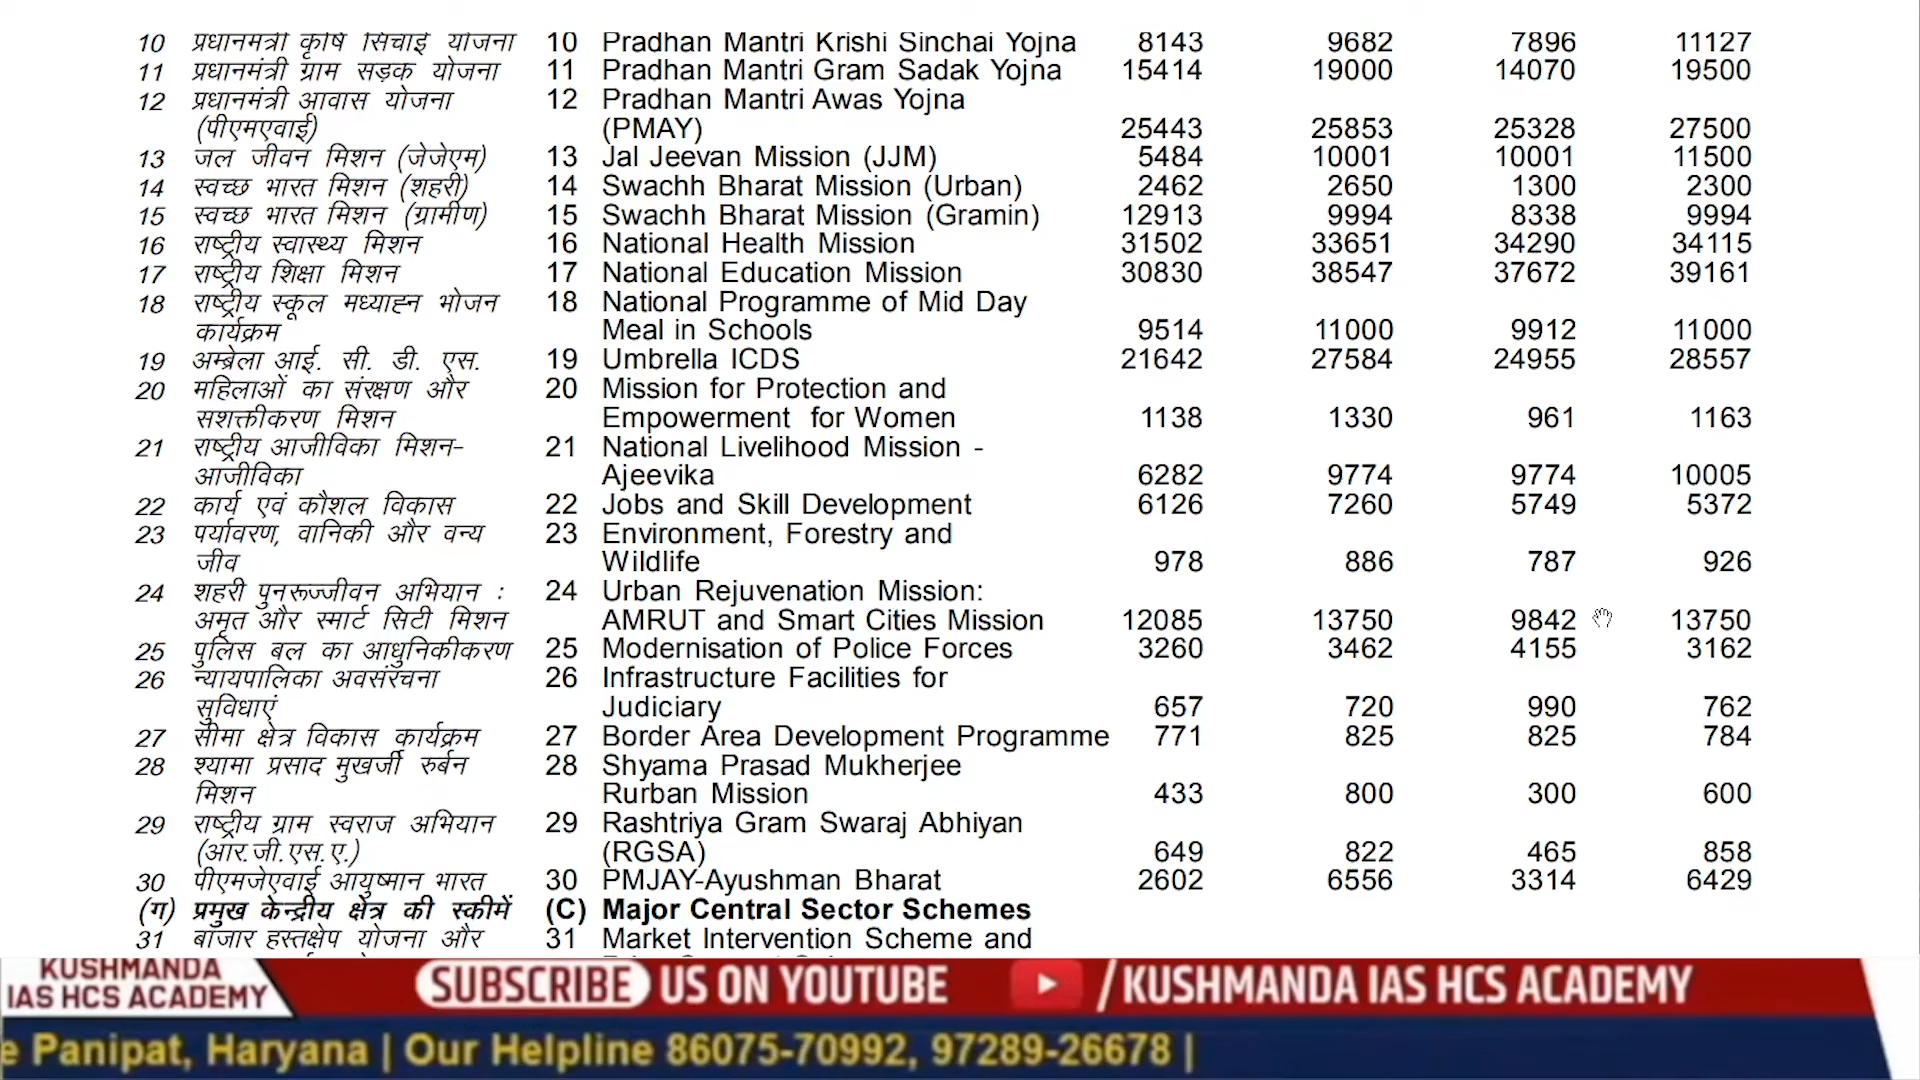 10 प्रधानमंत्री कृषि सिंचाई योजना 10 Pradhan Mantri Krishi Sinchai Yojna 8143 9682 7896 11127
11 प्रधानमंत्री ग्राम सड़क योजना 11 Pradhan Mantri Gram Sadak Yojna 15414 19000 14070 19500
12 प्रधानमंत्री आवास योजना 12 Pradhan Mantri Awas Yojna
(पीएमएवाई) (PMAY) 25443 25853 25328 27500
13 जल जीवन मिशन (जेजेएम) 13 Jal Jeevan Mission (JJM) 5484 10001 10001 11500
14 स्वच्छ भारत मिशन (शहरी) 14 Swachh Bharat Mission (Urban) 2462 2650 1300 2300
15 स्वच्छ भारत मिशन (ग्रामीण) 15 Swachh Bharat Mission (Gramin) 12913 9994 8338 9994
16 राष्ट्रीय स्वास्थ्य मिशन 16 National Health Mission 31502 33651 34290 34115
17 राष्ट्रीय शिक्षा मिशन 17 National Education Mission 30830 38547 37672 39161
18 राष्ट्रीय स्कूल मध्याह्न भोजन 18 National Programme of Mid Day
कार्यक्रम Meal in Schools 9514 11000 9912 11000
19 अम्ब्रेला आई. सी. डी. एस. 19 Umbrella ICDS 21642 27584 24955 28557
20 महिलाओं का संरक्षण और 20 Mission for Protection and
सशक्तीकरण मिशन Empowerment for Women 1138 1330 961 1163
21 राष्ट्रीय आजीविका मिशन- 21 National Livelihood Mission -
आजीविका Ajeevika 6282 9774 9774 10005
22 कार्य एवं कौशल विकास 22 Jobs and Skill Development 6126 7260 5749 5372
23 पर्यावरण, वानिकी और वन्य 23 Environment, Forestry and
जीव Wildlife 978 886 787 926
24 शहरी पुनरूज्जीवन अभियान : 24 Urban Rejuvenation Mission:
अमृत और स्मार्ट सिटी मिशन AMRUT and Smart Cities Mission 12085 13750 9842 13750
25 पुलिस बल का आधुनिकीकरण 25 Modernisation of Police Forces 3260 3462 4155 3162
26 न्यायपालिका अवसंरचना 26 Infrastructure Facilities for
सुविधाएं Judiciary 657 720 990 762
27 सीमा क्षेत्र विकास कार्यक्रम 27 Border Area Development Programme 771 825 825 784
28 श्यामा प्रसाद मुखर्जी रुर्बन 28 Shyama Prasad Mukherjee
मिशन Rurban Mission 433 800 300 600
29 राष्ट्रीय ग्राम स्वराज अभियान 29 Rashtriya Gram Swaraj Abhiyan
(आर.जी.एस.ए.) (RGSA) 649 822 465 858
30 पीएमजेएवाई आयुष्मान भारत 30 PMJAY-Ayushman Bharat 2602 6556 3314 6429
(ग) प्रमुख केन्द्रीय क्षेत्र की स्कीमें (C) Major Central Sector Schemes
31 बाजार हस्तक्षेप योजना और 31 Market Intervention Scheme and
KUSHMANDA
IAS HCS ACADEMY
SUBSCRIBE US ON YOUTUBE /KUSHMANDA IAS HCS ACADEMY
e Panipat, Haryana | Our Helpline 86075-70992, 97289-26678 |